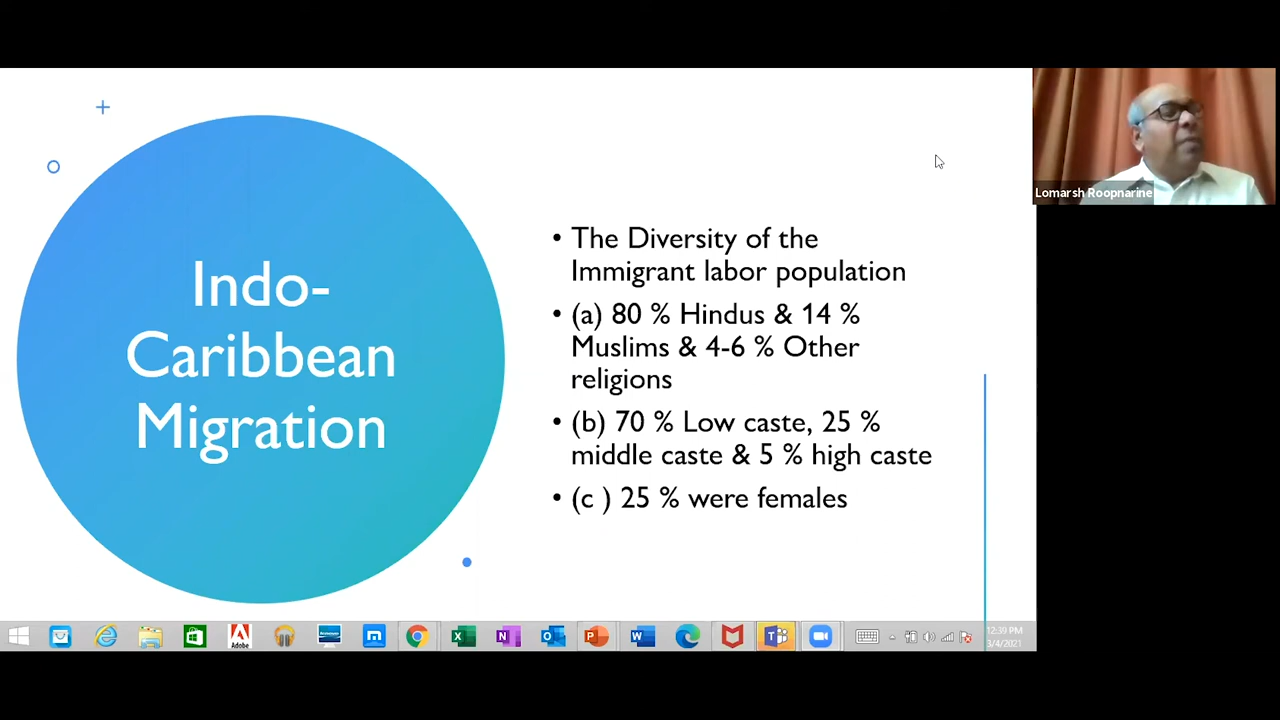 Lomarsh Roopnarine
Indo-
Caribbean
Migration
• The Diversity of the
Immigrant labor population
• (a) 80 % Hindus & 14 %
Muslims & 4-6 % Other
religions
• (b) 70 % Low caste, 25 %
middle caste & 5 % high caste
• (c ) 25 % were females
Adobe
12:39 PM
3/4/2021